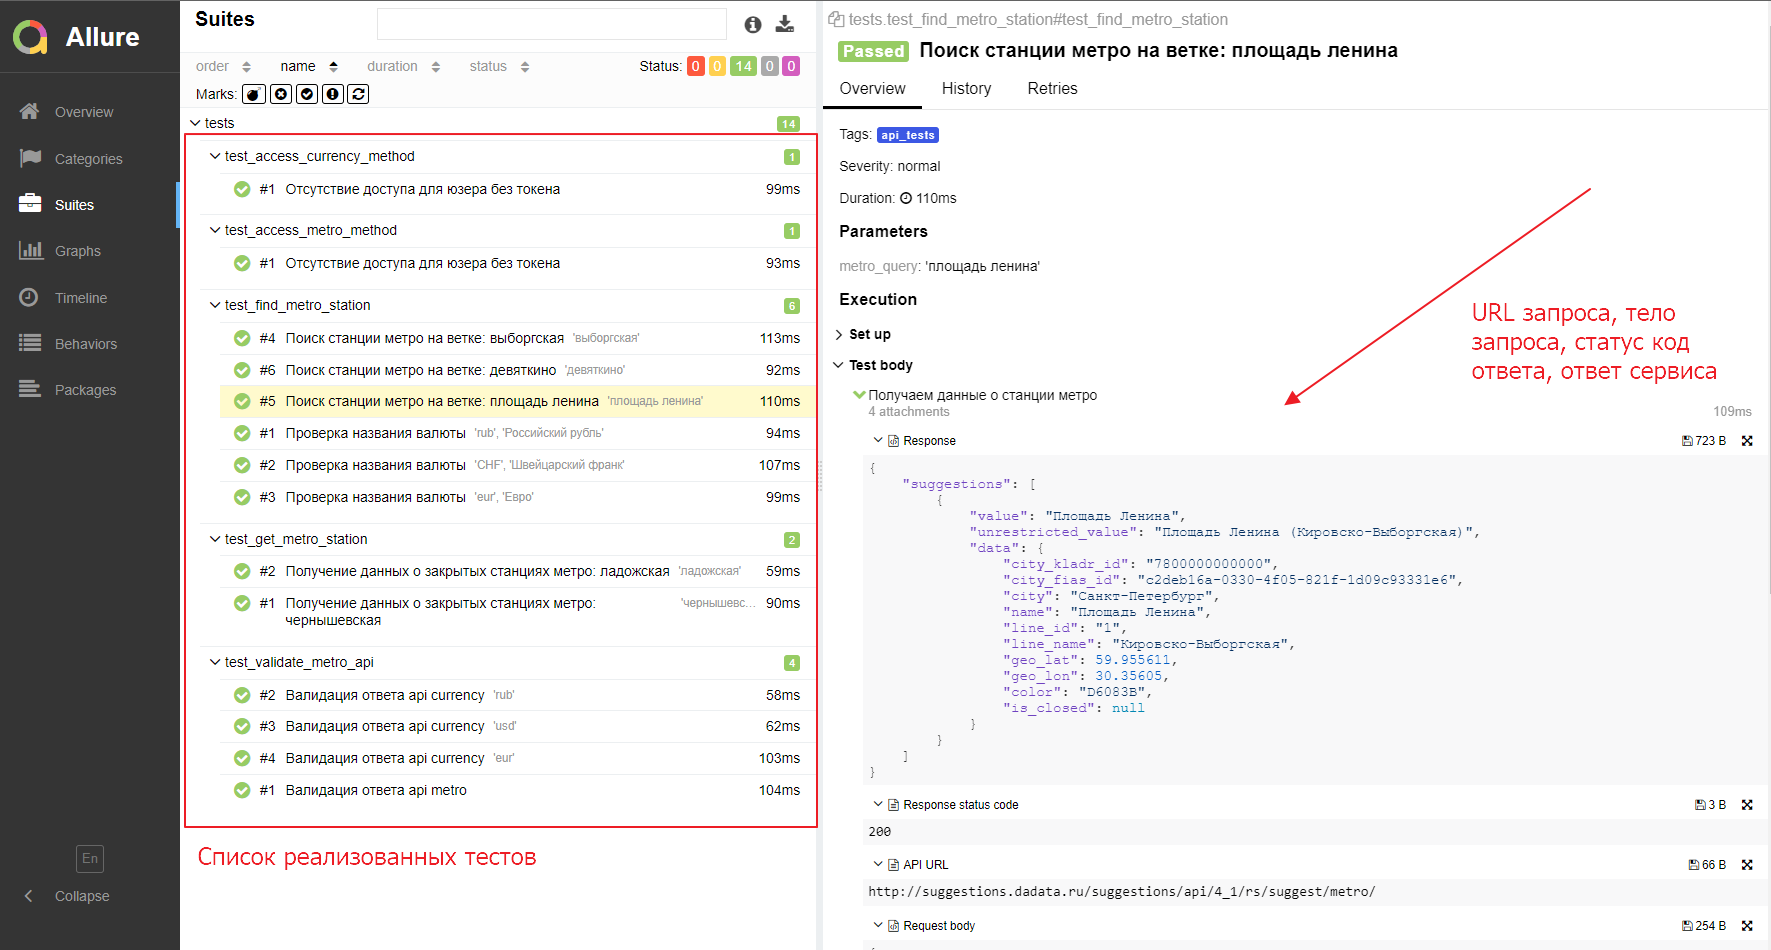 Allure
Overview
Categories
Suites
Graphs
Timeline
Behaviors
Packages
En
Collapse
Suites
order name duration status Status: 0 0 14 0 0
Marks:
tests 14
test_access_currency_method 1
#1 Отсутствие доступа для юзера без токена 99ms
test_access_metro_method 1
#1 Отсутствие доступа для юзера без токена 93ms
test_find_metro_station 6
#4 Поиск станции метро на ветке: выборгская 'выборгская' 113ms
#6 Поиск станции метро на ветке: девяткино 'девяткино' 92ms
#5 Поиск станции метро на ветке: площадь ленина 'площадь ленина' 110ms
#1 Проверка названия валюты 'rub', 'Российский рубль' 94ms
#2 Проверка названия валюты 'CHF', 'Швейцарский франк' 107ms
#3 Проверка названия валюты 'eur', 'Евро' 99ms
test_get_metro_station 2
#2 Получение данных о закрытых станциях метро: ладожская 'ладожская' 59ms
#1 Получение данных о закрытых станциях метро: 'чернышевс... 90ms
чернышевская
test_validate_metro_api 4
#2 Валидация ответа api currency 'rub' 58ms
#3 Валидация ответа api currency 'usd' 62ms
#4 Валидация ответа api currency 'eur' 103ms
#1 Валидация ответа api metro 104ms
Список реализованных тестов
tests.test_find_metro_station#test_find_metro_station
Passed Поиск станции метро на ветке: площадь ленина
Overview History Retries
Tags: api_tests
Severity: normal
Duration: 110ms
Parameters
metro_query: 'площадь ленина'
Execution
Set up
Test body
URL запроса, тело
запроса, статус код
ответа, ответ сервиса
Получаем данные о станции метро
4 attachments 109ms
Response 723 B
{
"suggestions": [
{
"value": "Площадь Ленина",
"unrestricted_value": "Площадь Ленина (Кировско-Выборгская)",
"data": {
"city_kladr_id": "7800000000000",
"city_fias_id": "c2deb16a-0330-4f05-821f-1d09c93331e6",
"city": "Санкт-Петербург",
"name": "Площадь Ленина",
"line_id": "1",
"line_name": "Кировско-Выборгская",
"geo_lat": 59.955611,
"geo_lon": 30.35605,
"color": "D6083B",
"is_closed": null
}
}
]
}
Response status code 3 B
200
API URL 66 B
http://suggestions.dadata.ru/suggestions/api/4_1/rs/suggest/metro/
Request body 254 B
{